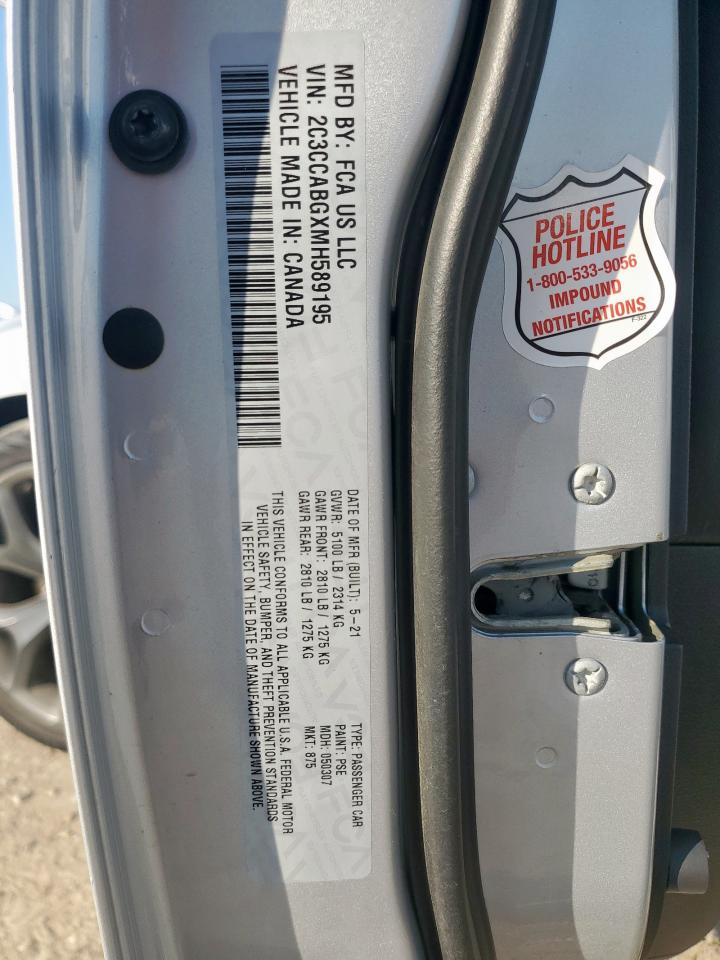 MFD BY: FCA US LLC
VIN: 2C3CCABGXMH589195
VEHICLE MADE IN: CANADA
DATE OF MFR (BUILT): 5-21
GVWR: 5100 LB / 2314 KG
GAWR FRONT: 2810 LB / 1275 KG
GAWR REAR: 2810 LB / 1275 KG
THIS VEHICLE CONFORMS TO ALL APPLICABLE U.S.A. FEDERAL MOTOR
VEHICLE SAFETY, BUMPER, AND THEFT PREVENTION STANDARDS
IN EFFECT ON THE DATE OF MANUFACTURE SHOWN ABOVE.
TYPE: PASSENGER CAR
PAINT: PSE
MDH: 050307
MKT: 875
POLICE
HOTLINE
1-800-533-9056
IMPOUND
NOTIFICATIONS
F-322